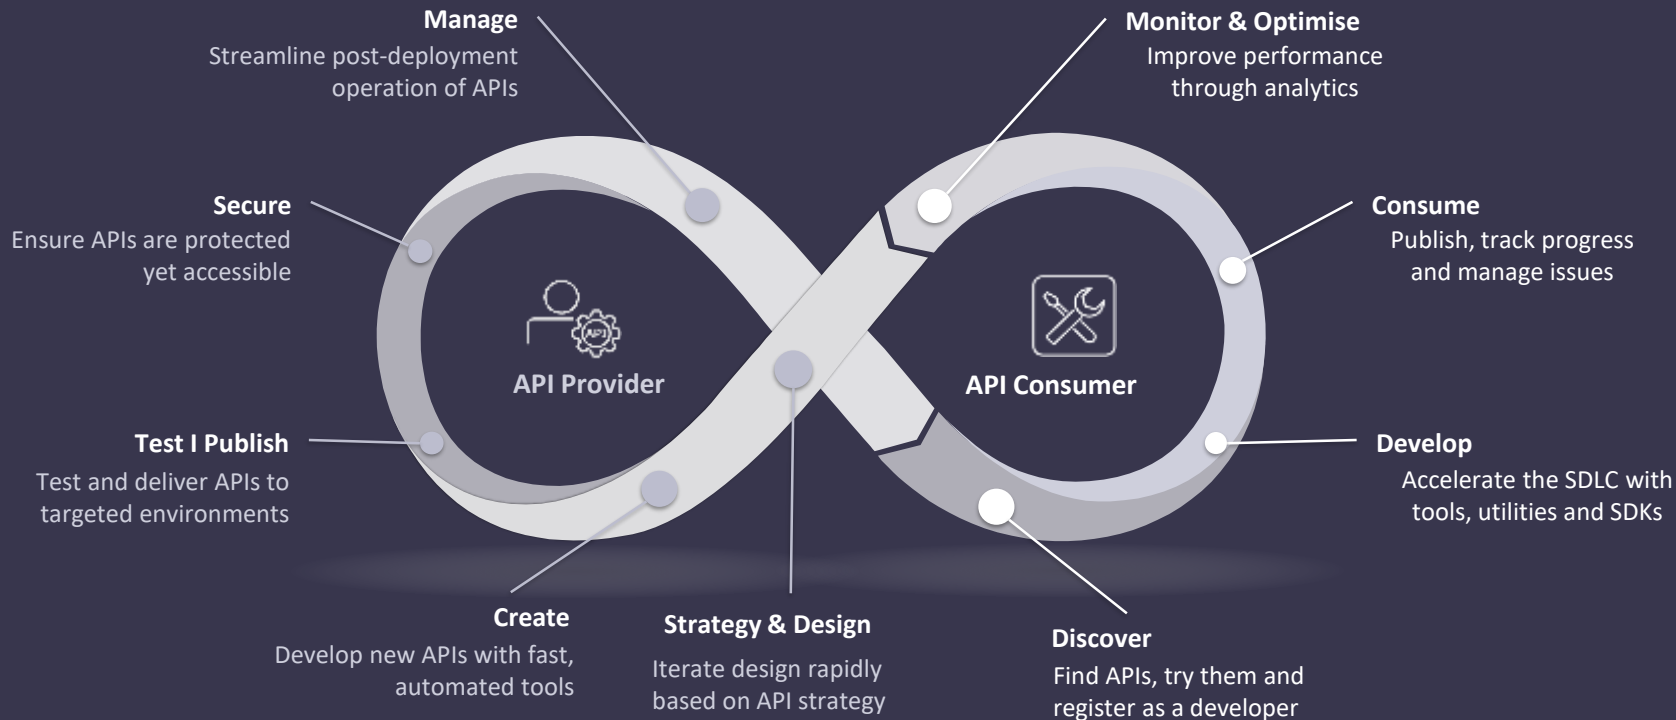 Manage
Streamline post-deployment
operation of APIs
Monitor & Optimise
Improve performance
through analytics
Secure
Ensure APIs are protected
yet accessible
Consume
Publish, track progress
and manage issues
API
API Provider
API Consumer
Test I Publish
Test and deliver APIs to
targeted environments
Develop
Accelerate the SDLC with
tools, utilities and SDKs
Create
Develop new APIs with fast,
automated tools
Strategy & Design
Iterate design rapidly
based on API strategy
Discover
Find APIs, try them and
register as a developer